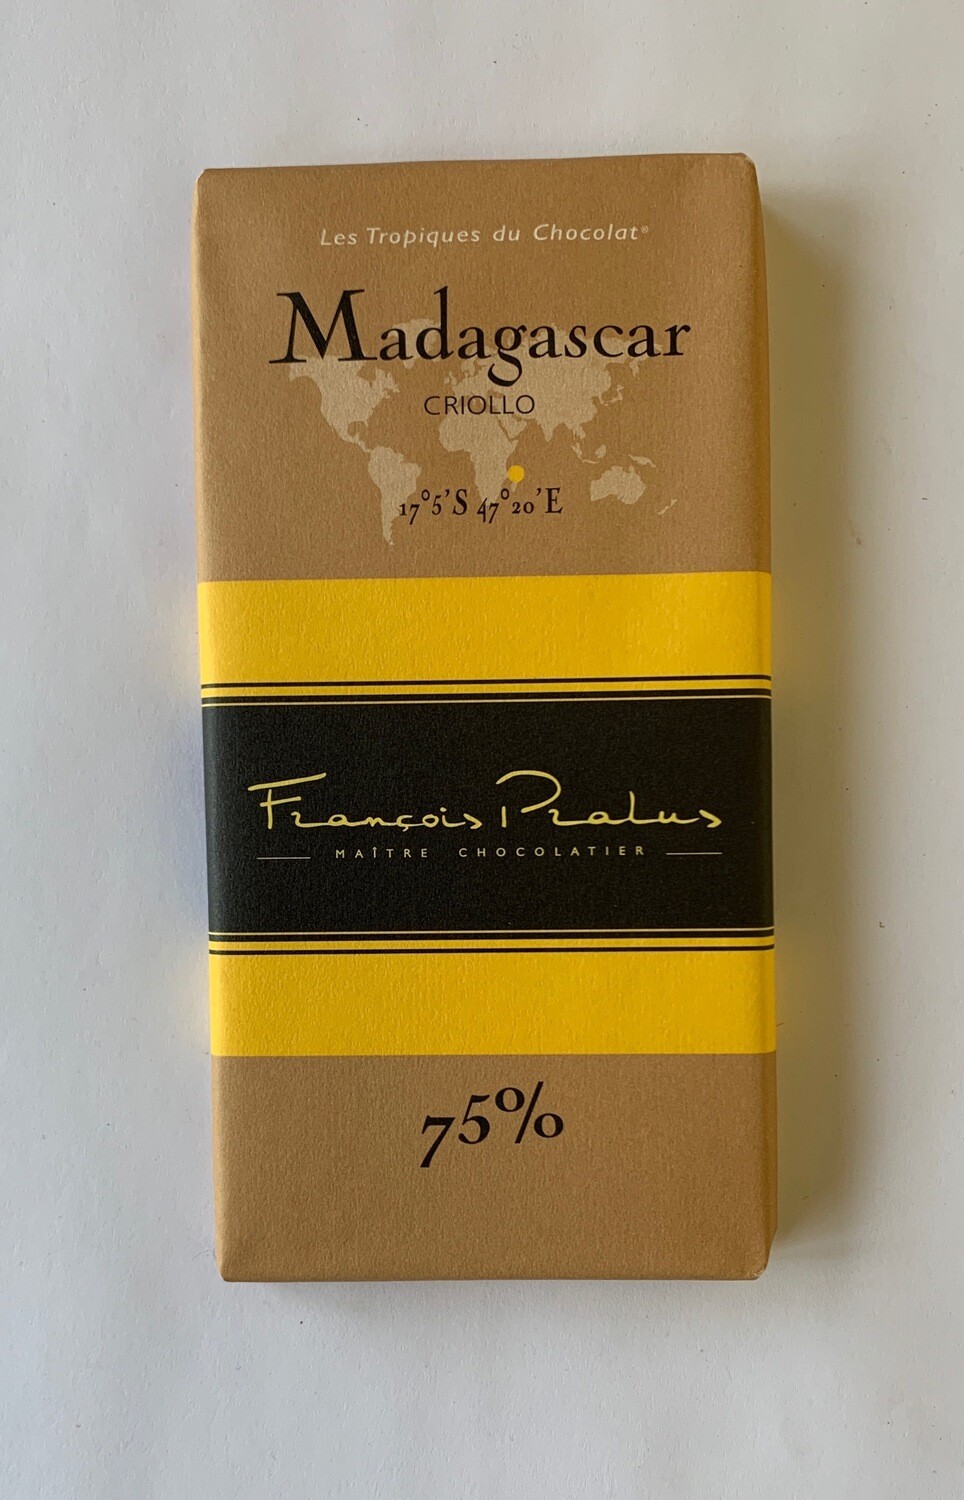 Les Tropiques du Chocolat®
Madagascar
CRIOLLO
17°5'S 47°20'E
François Pralus
MAÎTRE CHOCOLATIER
75%